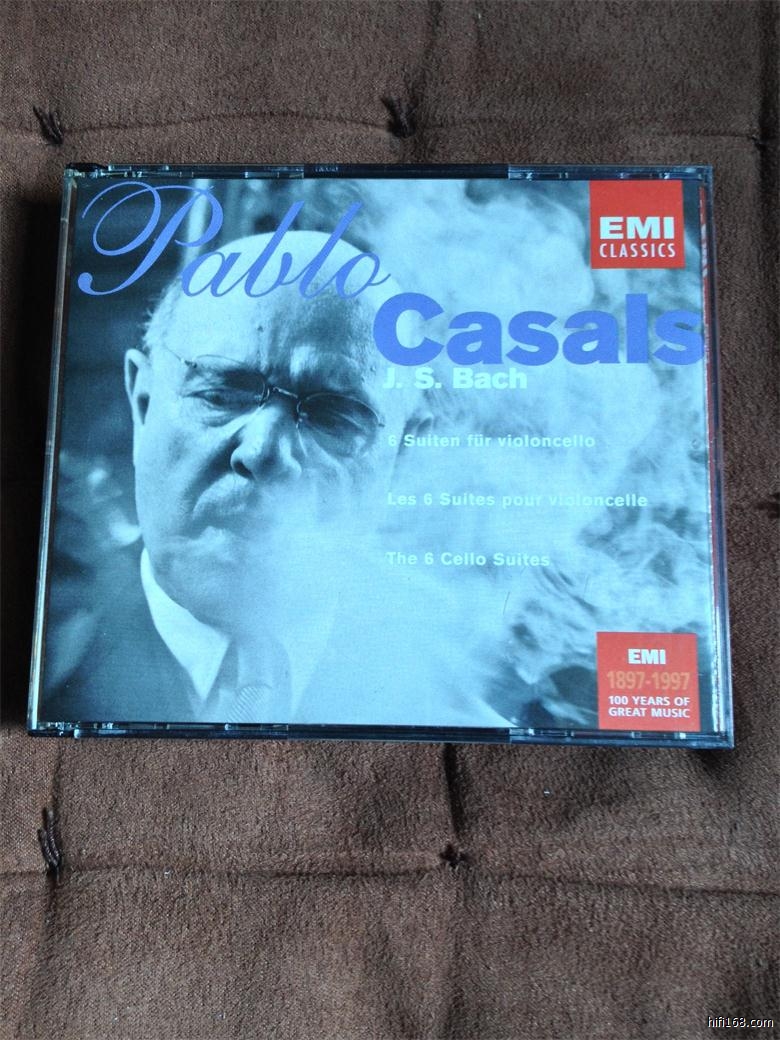 Pablo
EMI
CLASSICS
Casals
J. S. Bach
6 Suiten für violoncello
Les 6 Suites pour violoncelle
The 6 Cello Suites
EMI
1897-1997
100 YEARS OF
GREAT MUSIC
hifi168.com